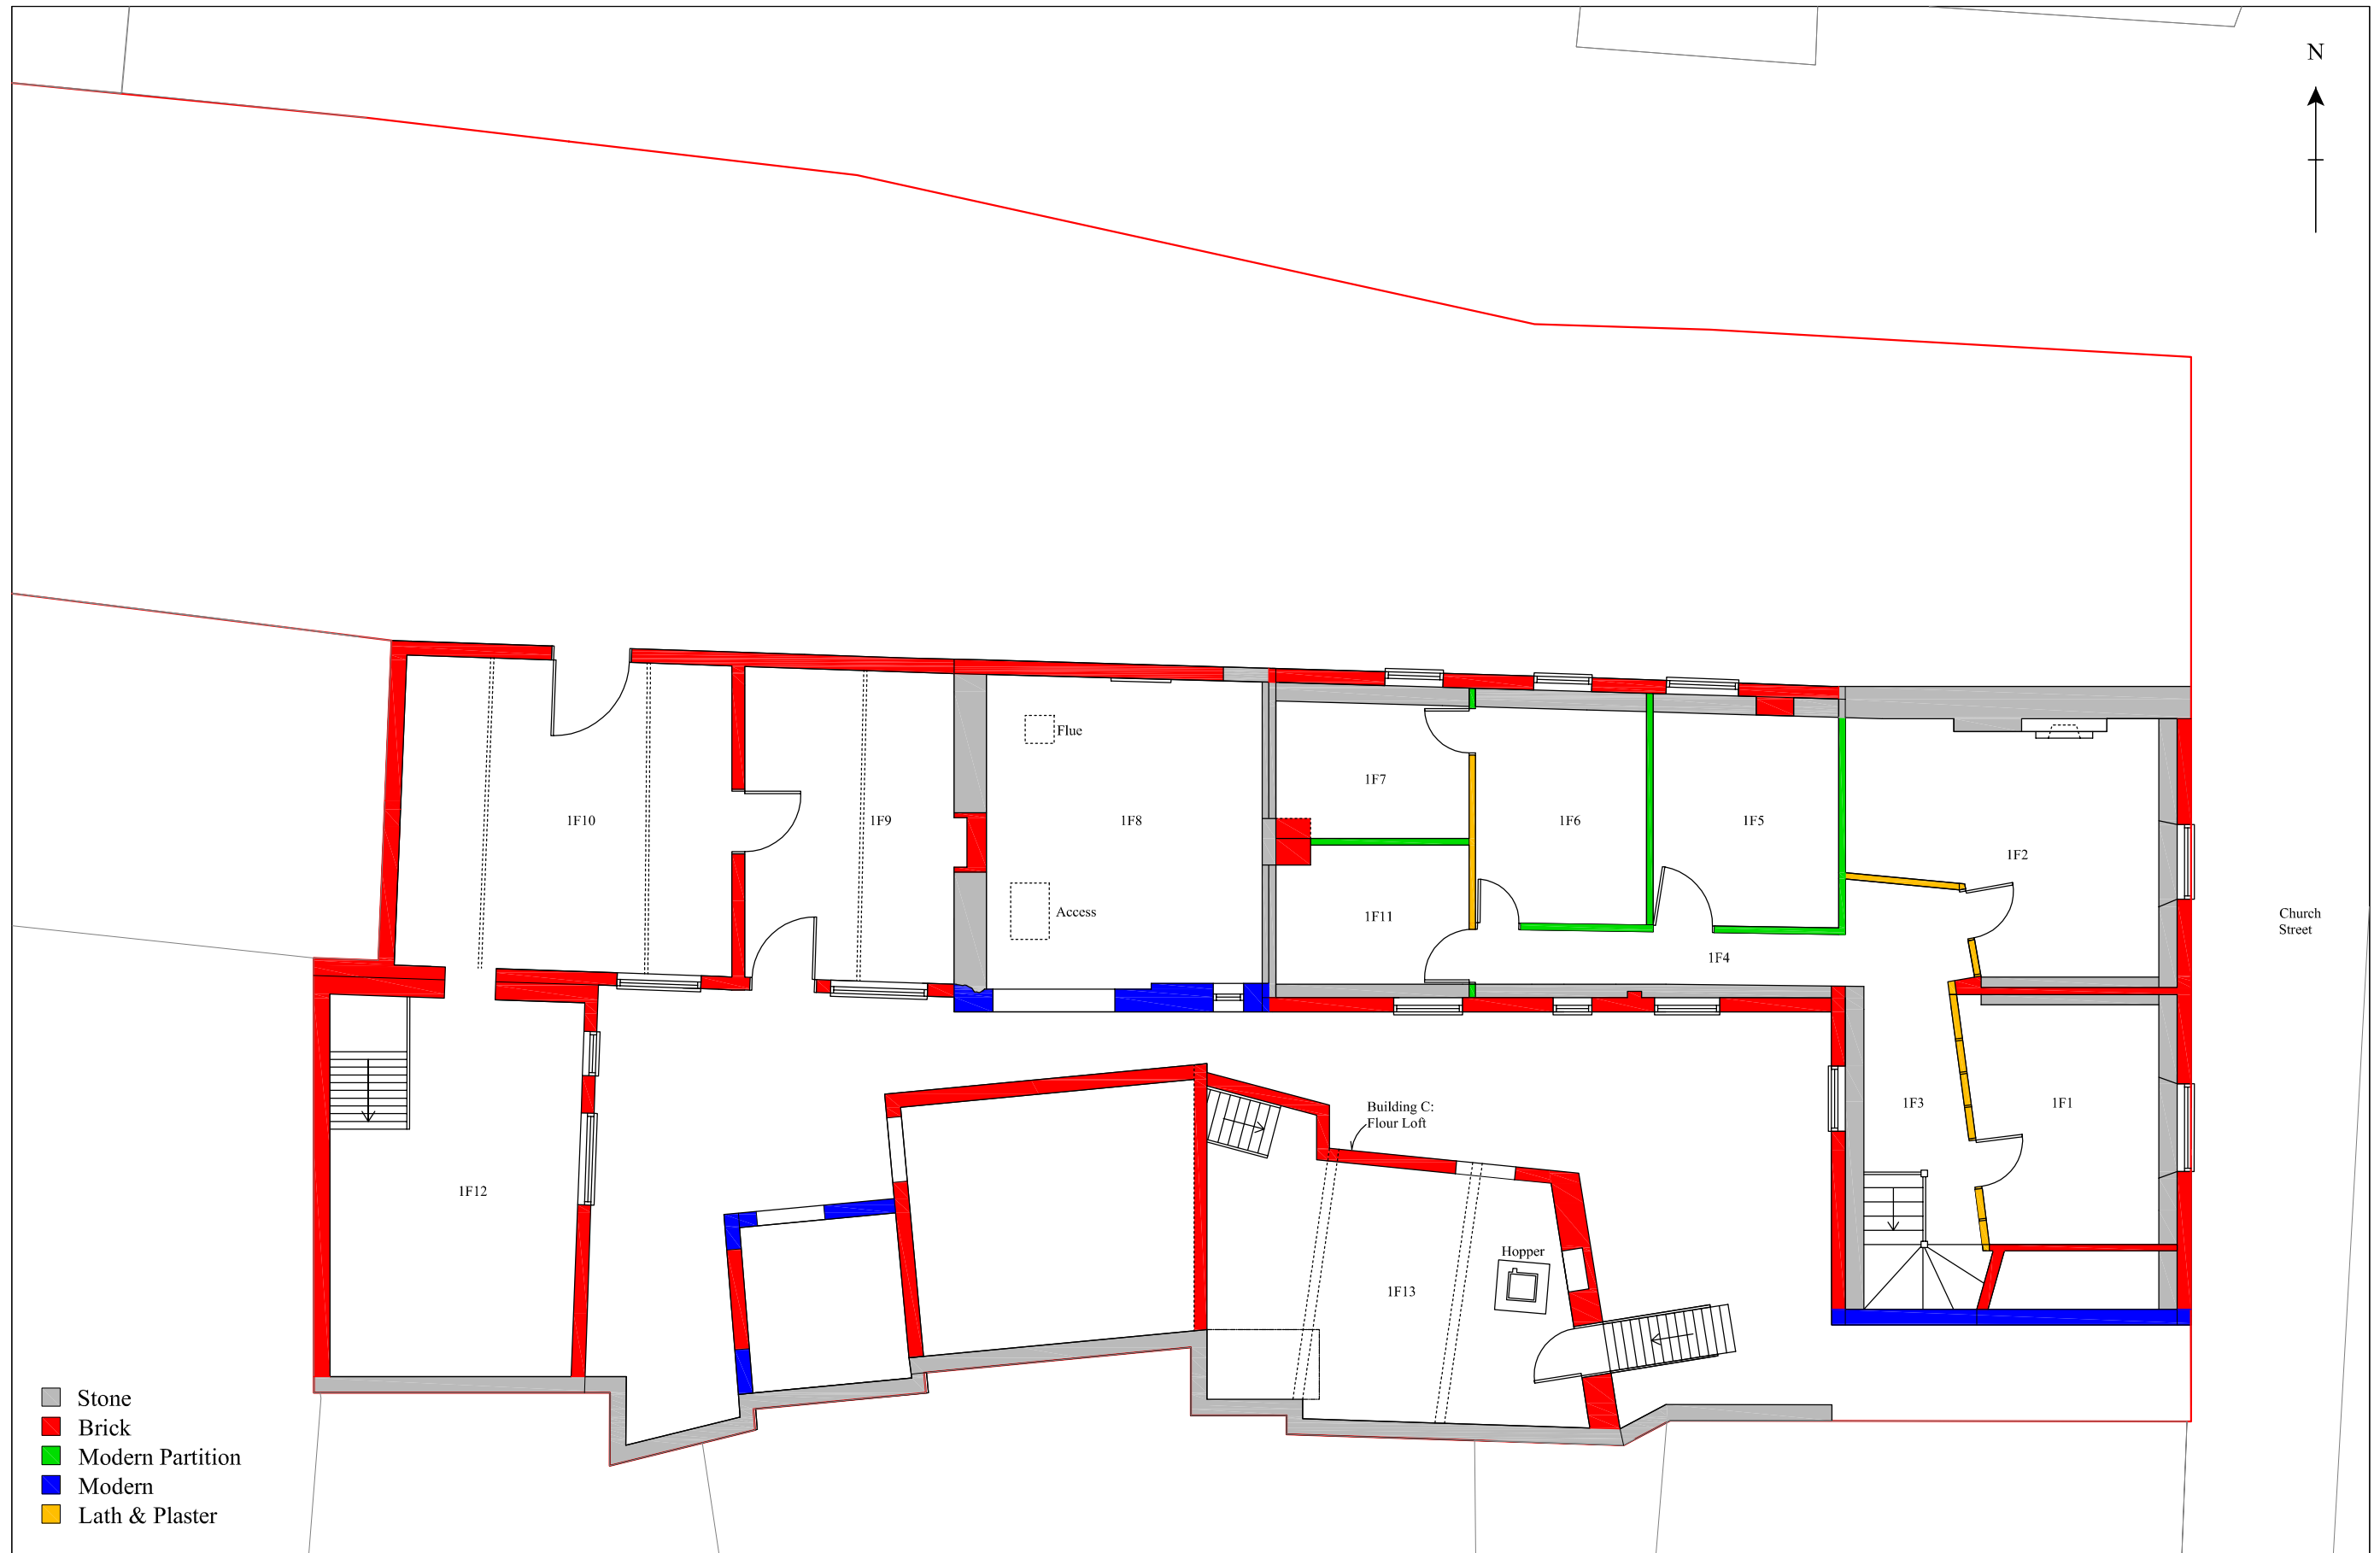 N
Flue
1F7
1F10
1F9
1F8
1F6
1F5
1F2
Access
1F11
Church
Street
1F4
Building C:
Flour Loft
1F3
1F1
1F12
Hopper
1F13
Stone
Brick
Modern Partition
Modern
Lath & Plaster